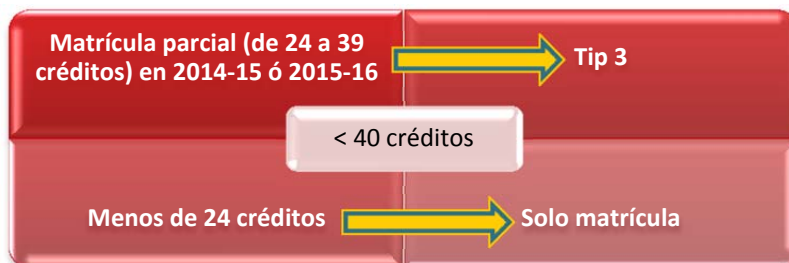 Matrícula parcial (de 24 a 39
créditos) en 2014-15 ó 2015-16
Tip 3
< 40 créditos
Menos de 24 créditos
Solo matrícula